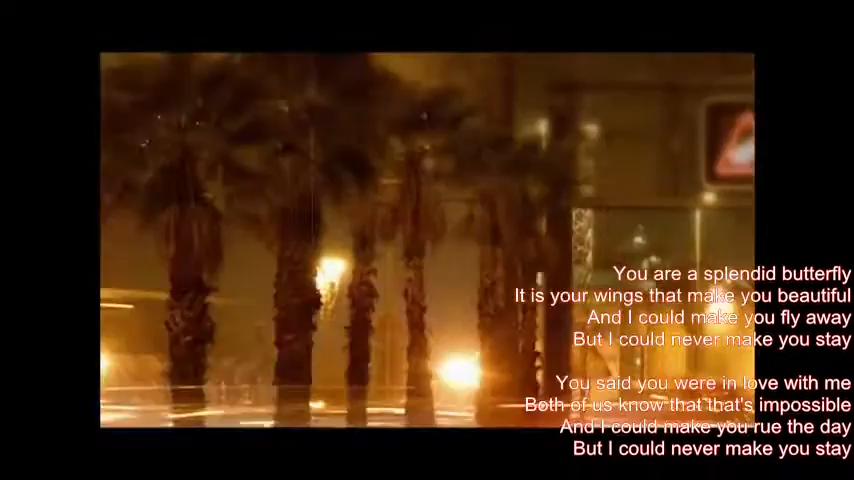 You are a splendid butterfly
It is your wings that make you beautiful
And I could make you fly away
But I could never make you stay
You said you were in love with me
Both of us know that that's impossible
And I could make you rue the day
But I could never make you stay